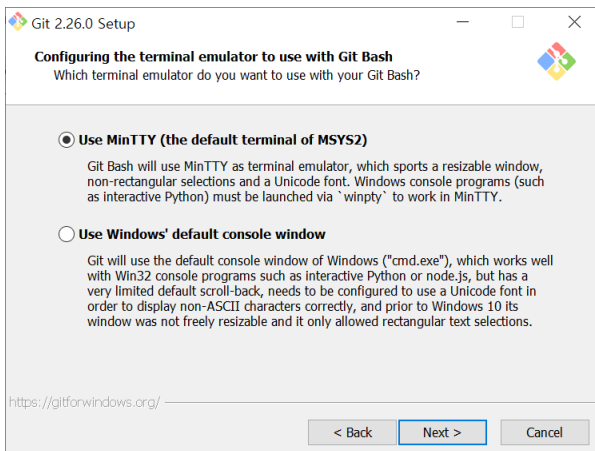 Git 2.26.0 Setup
Configuring the terminal emulator to use with Git Bash
Which terminal emulator do you want to use with your Git Bash?
Use MinTTY (the default terminal of MSYS2)
Git Bash will use MinTTY as terminal emulator, which sports a resizable window,
non-rectangular selections and a Unicode font. Windows console programs (such
as interactive Python) must be launched via `winpty` to work in MinTTY.
Use Windows' default console window
Git will use the default console window of Windows ("cmd.exe"), which works well
with Win32 console programs such as interactive Python or node.js, but has a
very limited default scroll-back, needs to be configured to use a Unicode font in
order to display non-ASCII characters correctly, and prior to Windows 10 its
window was not freely resizable and it only allowed rectangular text selections.
https://gitforwindows.org/
< Back Next > Cancel